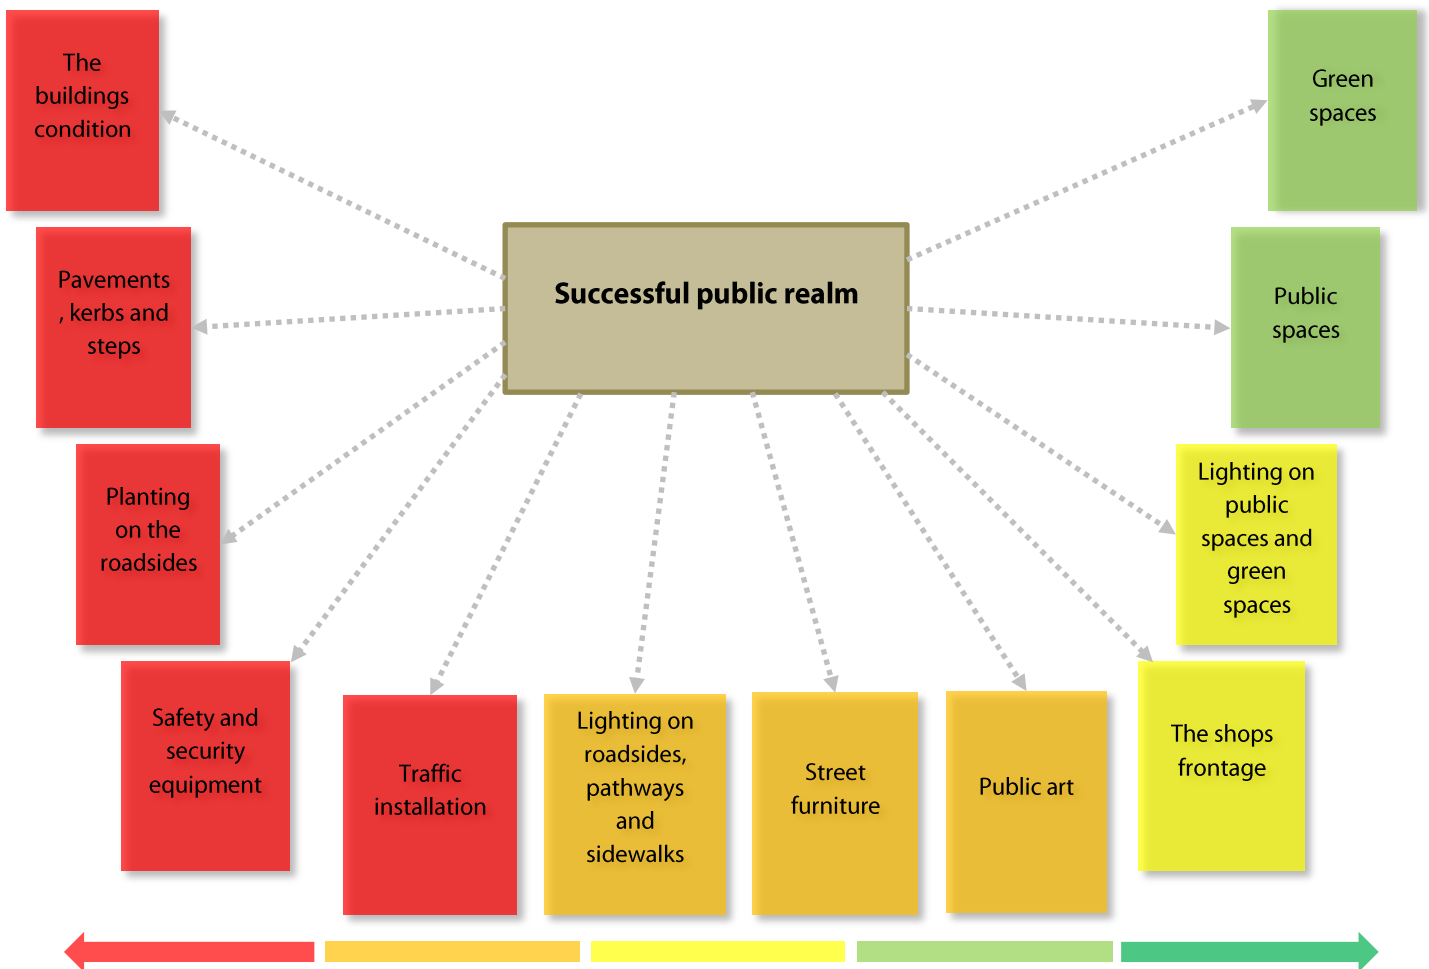 The
buildings
condition
Green
spaces
Successful public realm
Pavements
, kerbs and
steps
Public
spaces
Planting
on the
roadsides
Lighting on
public
spaces and
green
spaces
Safety and
security
equipment
Traffic
installation
Lighting on
roadsides,
pathways
and
sidewalks
Street
furniture
Public art
The shops
frontage